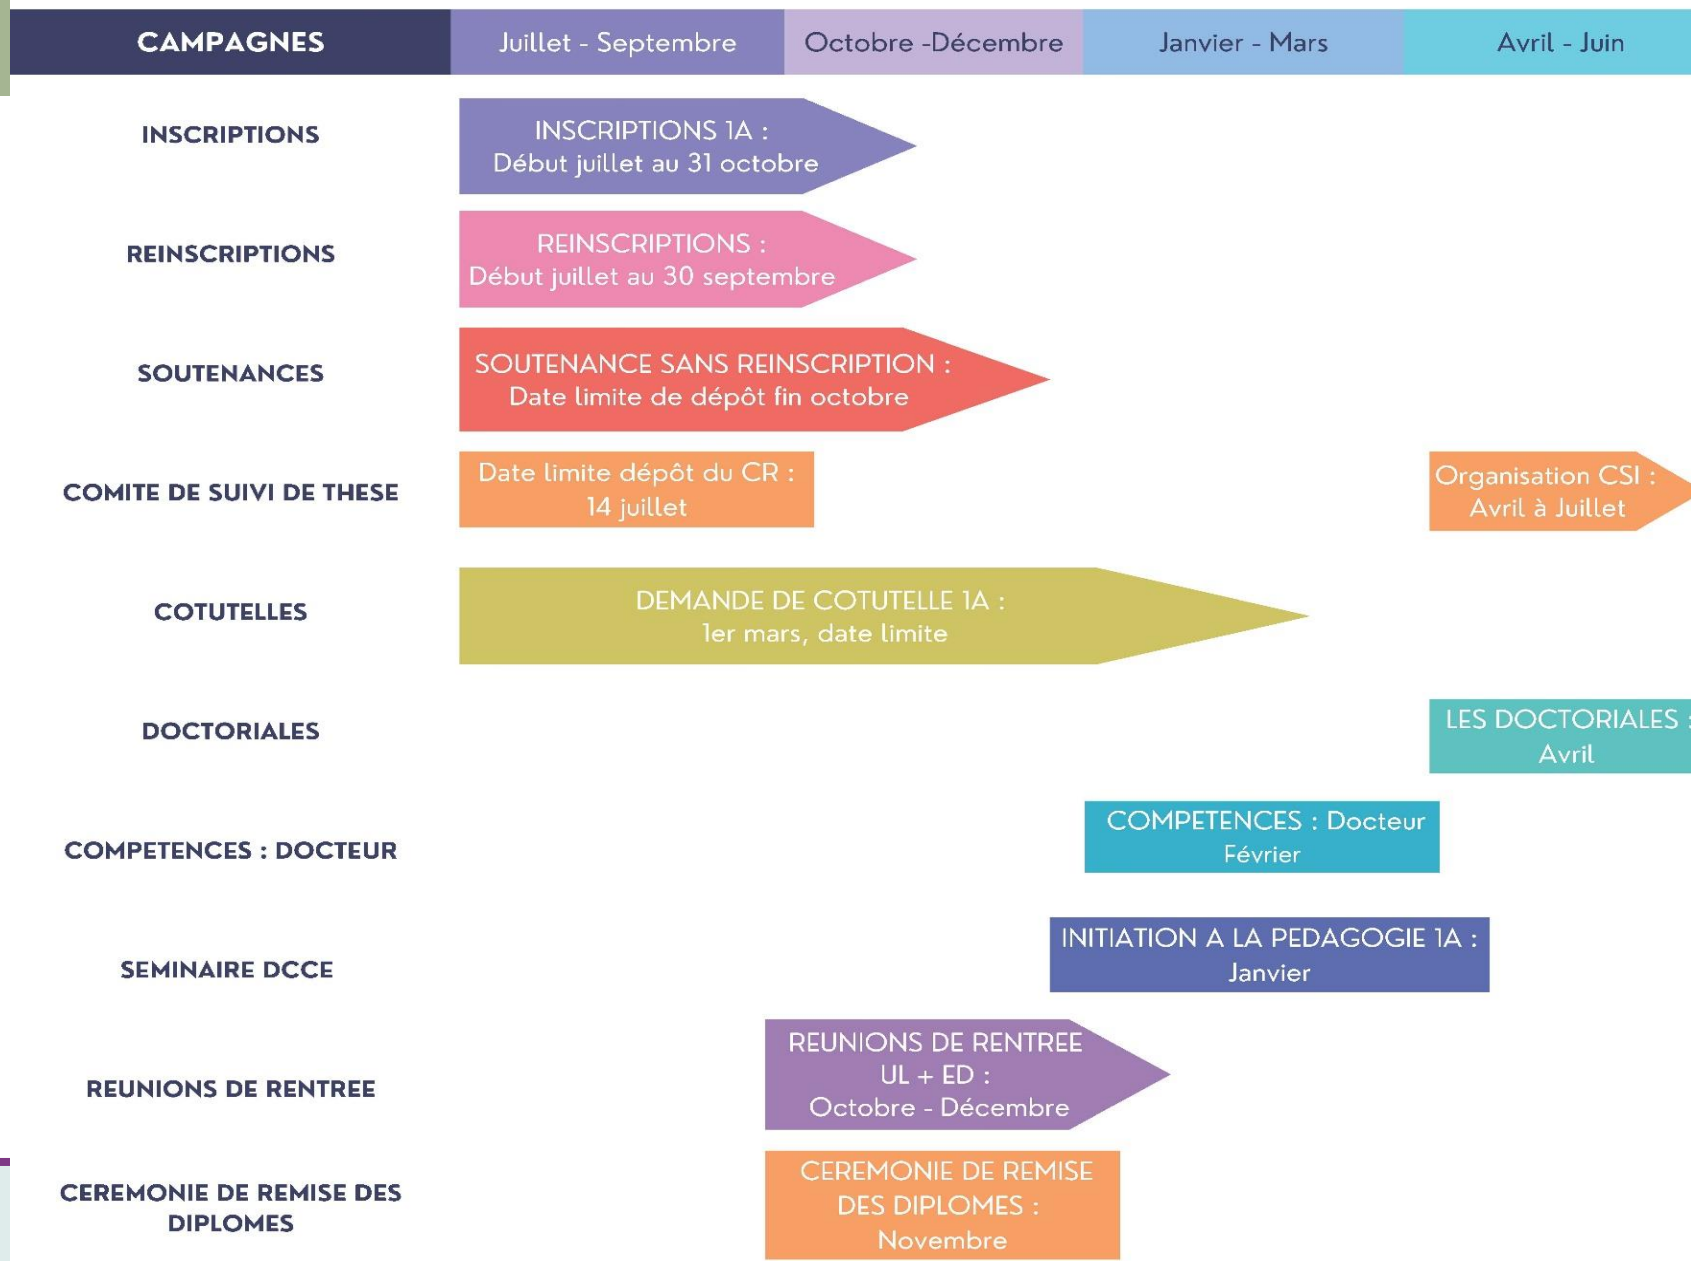 CAMPAGNES
Juillet - Septembre
Octobre -Décembre
Janvier - Mars
Avril - Juin
INSCRIPTIONS
INSCRIPTIONS 1A :
Début juillet au 31 octobre
REINSCRIPTIONS
REINSCRIPTIONS :
Début juillet au 30 septembre
SOUTENANCES
SOUTENANCE SANS REINSCRIPTION :
Date limite de dépôt fin octobre
COMITE DE SUIVI DE THESE
Date limite dépôt du CR :
14 juillet
Organisation CSI :
Avril à Juillet
COTUTELLES
DEMANDE DE COTUTELLE 1A :
1er mars, date limite
DOCTORIALES
LES DOCTORIALES :
Avril
COMPETENCES : DOCTEUR
COMPETENCES : Docteur
Février
SEMINAIRE DCCE
INITIATION A LA PEDAGOGIE 1A :
Janvier
REUNIONS DE RENTREE
REUNIONS DE RENTREE
UL + ED :
Octobre - Décembre
CEREMONIE DE REMISE DES
DIPLOMES
CEREMONIE DE REMISE
DES DIPLOMES :
Novembre